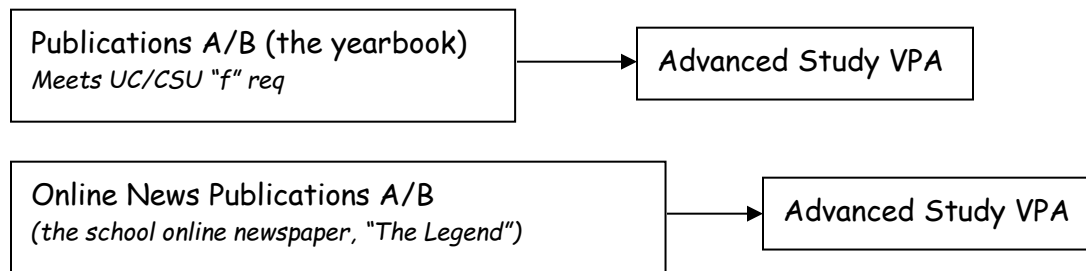 Publications A/B (the yearbook)
Meets UC/CSU “f” req
Advanced Study VPA
Online News Publications A/B
(the school online newspaper, “The Legend”)
Advanced Study VPA